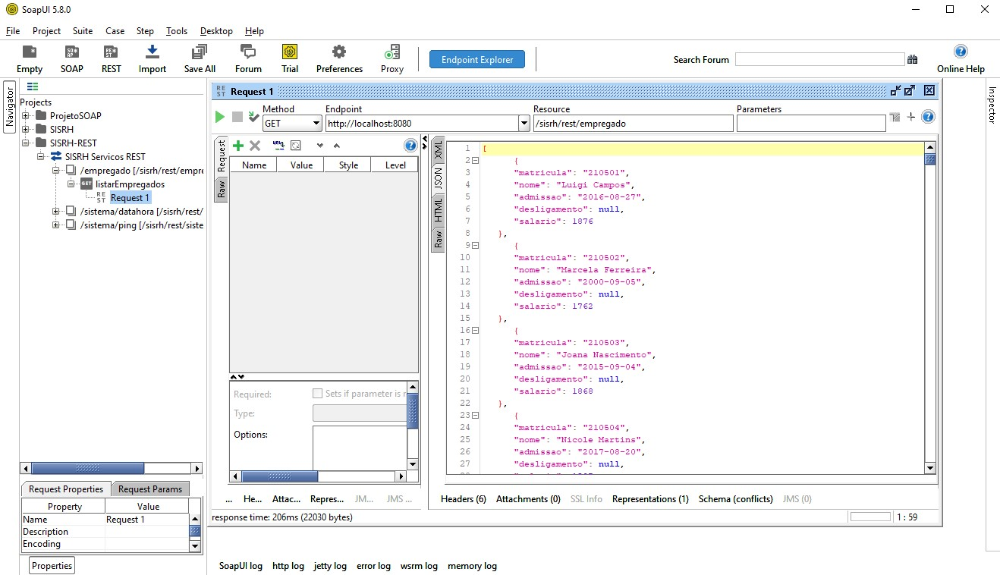 SoapUI 5.8.0
File Project Suite Case Step Tools Desktop Help
Empty SOAP REST Import Save All Forum Trial Preferences Proxy Endpoint Explorer Search Forum Online Help
Navigator
Projects
ProjetoSOAP
SISRH
SISRH-REST
SISRH Servicos REST
/empregado [/sisrh/rest/empre
GET listarEmpregados
REST Request 1
/sistema/datahora [/sisrh/rest/
/sistema/ping [/sisrh/rest/siste
Request Properties Request Params
Property Value
Name Request 1
Description
Encoding
Properties
REST Request 1
Method Endpoint Resource Parameters
GET http://localhost:8080 /sisrh/rest/empregado
Request
Raw
Name Value Style Level
Required: Sets if parameter is r
Type:
Options:
... He... Attac... Repres... JM... JMS ...
XML
JSON
HTML
Raw
1 [
2 {
3 "matricula": "210501",
4 "nome": "Luigi Campos",
5 "admissao": "2016-08-27",
6 "desligamento": null,
7 "salario": 1876
8 },
9 {
10 "matricula": "210502",
11 "nome": "Marcela Ferreira",
12 "admissao": "2000-09-05",
13 "desligamento": null,
14 "salario": 1762
15 },
16 {
17 "matricula": "210503",
18 "nome": "Joana Nascimento",
19 "admissao": "2015-09-04",
20 "desligamento": null,
21 "salario": 1868
22 },
23 {
24 "matricula": "210504",
25 "nome": "Nicole Martins",
26 "admissao": "2017-08-20",
27 "desligamento": null,
Headers (6) Attachments (0) SSL Info Representations (1) Schema (conflicts) JMS (0)
response time: 206ms (22030 bytes) 1 : 59
Inspector
SoapUI log http log jetty log error log wsrm log memory log